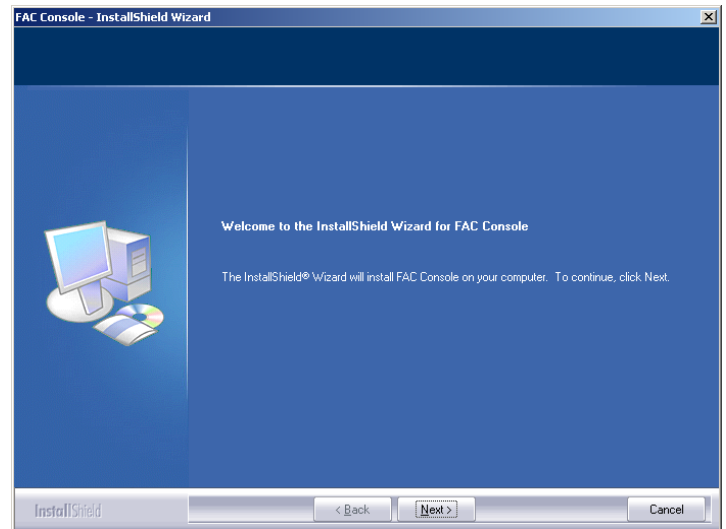 FAC Console - InstallShield Wizard
Welcome to the InstallShield Wizard for FAC Console
The InstallShield® Wizard will install FAC Console on your computer. To continue, click Next.
InstallShield
< Back Next > Cancel